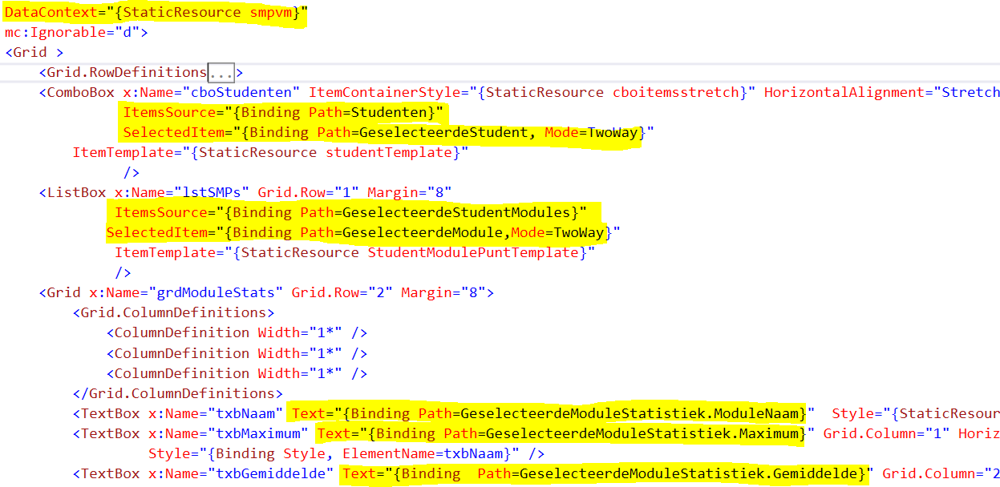 DataContext="{StaticResource smpvm}"
mc:Ignorable="d">
<Grid >
<Grid.RowDefinitions...>
<ComboBox x:Name="cboStudenten" ItemContainerStyle="{StaticResource cboitemsstretch}" HorizontalAlignment="Stretch
ItemsSource="{Binding Path=Studenten}"
SelectedItem="{Binding Path=GeselecteerdeStudent, Mode=TwoWay}"
ItemTemplate="{StaticResource studentTemplate}"
/>
<ListBox x:Name="lstSMPs" Grid.Row="1" Margin="8"
ItemsSource="{Binding Path=GeselecteerdeStudentModules}"
SelectedItem="{Binding Path=GeselecteerdeModule,Mode=TwoWay}"
ItemTemplate="{StaticResource StudentModulePuntTemplate}"
/>
<Grid x:Name="grdModuleStats" Grid.Row="2" Margin="8">
<Grid.ColumnDefinitions>
<ColumnDefinition Width="1*" />
<ColumnDefinition Width="1*" />
<ColumnDefinition Width="1*" />
</Grid.ColumnDefinitions>
<TextBox x:Name="txbNaam" Text="{Binding Path=GeselecteerdeModuleStatistiek.ModuleNaam}"  Style="{StaticResour
<TextBox x:Name="txbMaximum" Text="{Binding Path=GeselecteerdeModuleStatistiek.Maximum}" Grid.Column="1" Horiz
Style="{Binding Style, ElementName=txbNaam}" />
<TextBox x:Name="txbGemiddelde" Text="{Binding  Path=GeselecteerdeModuleStatistiek.Gemiddelde}" Grid.Column="2